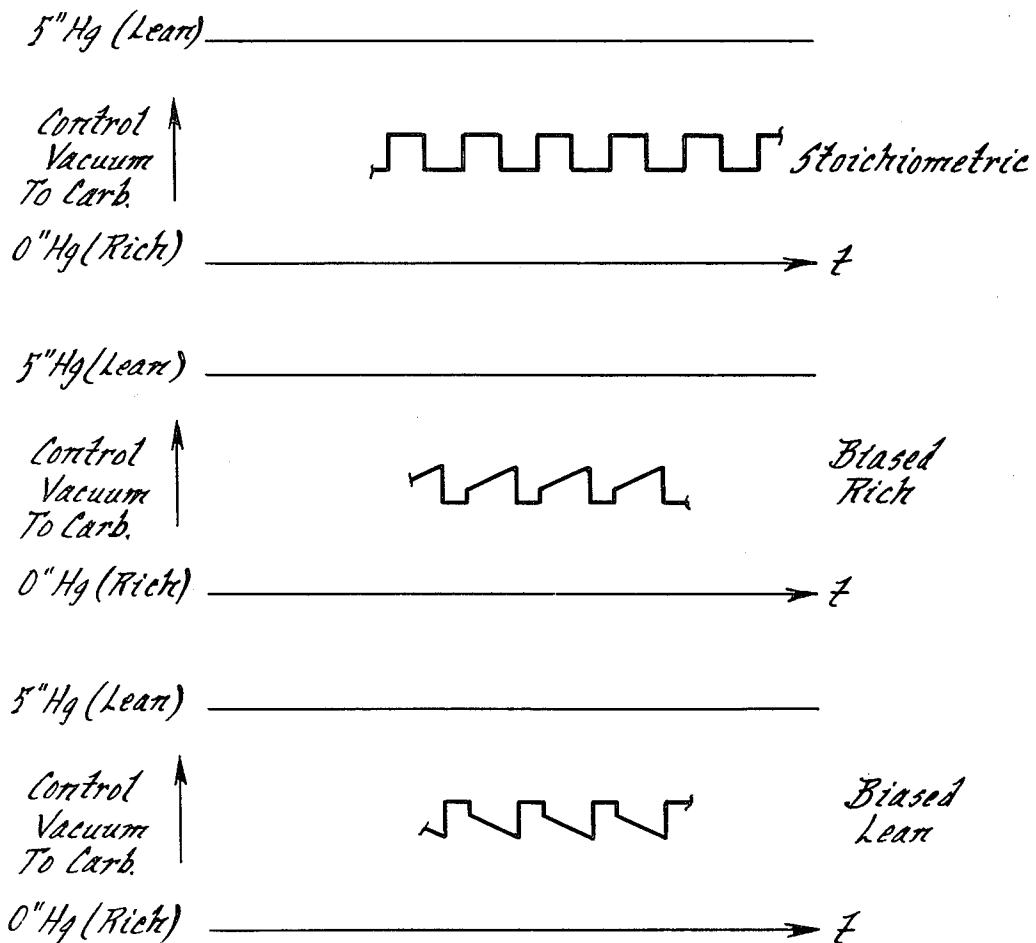 5"Hg (Lean)
Control
Vacuum
To Carb.
Stoichiometric
0"Hg (Rich)
t
5"Hg (Lean)
Control
Vacuum
To Carb.
Biased
Rich
0"Hg (Rich)
t
5"Hg (Lean)
Control
Vacuum
To Carb.
Biased
Lean
0"Hg (Rich)
t